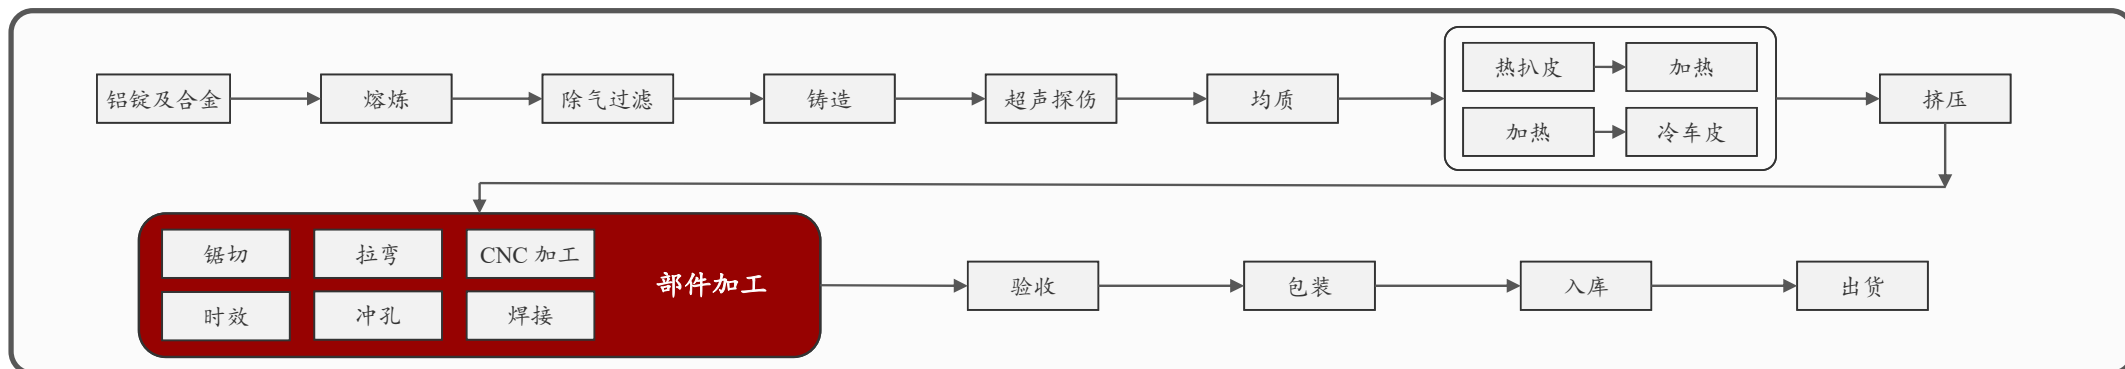 铝锭及合金
熔炼
除气过滤
铸造
超声探伤
均质
热扒皮
加热
加热
冷车皮
挤压
锯切
拉弯
CNC 加工
时效
冲孔
焊接
部件加工
验收
包装
入库
出货